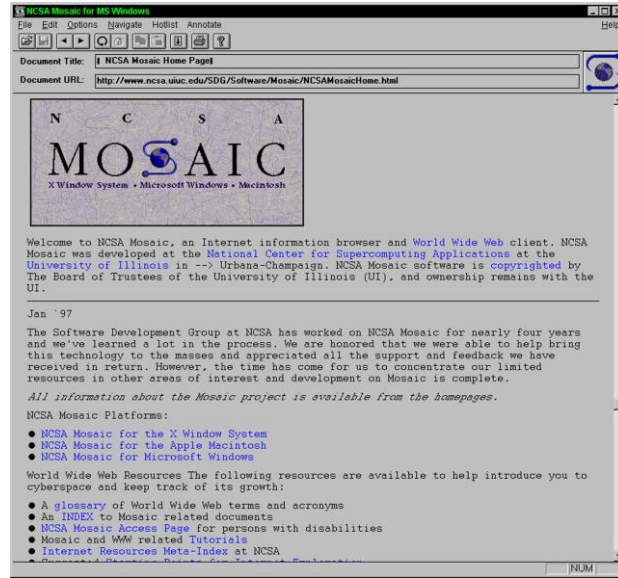 NCSA Mosaic for MS Windows
File Edit Options Navigate Hotlist Annotate Help
Document Title: NCSA Mosaic Home Page
Document URL: http://www.ncsa.uiuc.edu/SDG/Software/Mosaic/NCSAMosaicHome.html
N C S A
MOSAIC
X Window System • Microsoft Windows • Macintosh
Welcome to NCSA Mosaic, an Internet information browser and World Wide Web client. NCSA
Mosaic was developed at the National Center for Supercomputing Applications at the
University of Illinois in --> Urbana-Champaign. NCSA Mosaic software is copyrighted by
The Board of Trustees of the University of Illinois (UI), and ownership remains with the
UI.
Jan `97
The Software Development Group at NCSA has worked on NCSA Mosaic for nearly four years
and we've learned a lot in the process. We are honored that we were able to help bring
this technology to the masses and appreciated all the support and feedback we have
received in return. However, the time has come for us to concentrate our limited
resources in other areas of interest and development on Mosaic is complete.
All information about the Mosaic project is available from the homepages.
NCSA Mosaic Platforms:
● NCSA Mosaic for the X Window System
● NCSA Mosaic for the Apple Macintosh
● NCSA Mosaic for Microsoft Windows
World Wide Web Resources The following resources are available to help introduce you to
cyberspace and keep track of its growth:
● A glossary of World Wide Web terms and acronyms
● An INDEX to Mosaic related documents
● NCSA Mosaic Access Page for persons with disabilities
● Mosaic and WWW related Tutorials
● Internet Resources Meta-Index at NCSA
● Suggested Starting Points for Internet Exploration
NUM